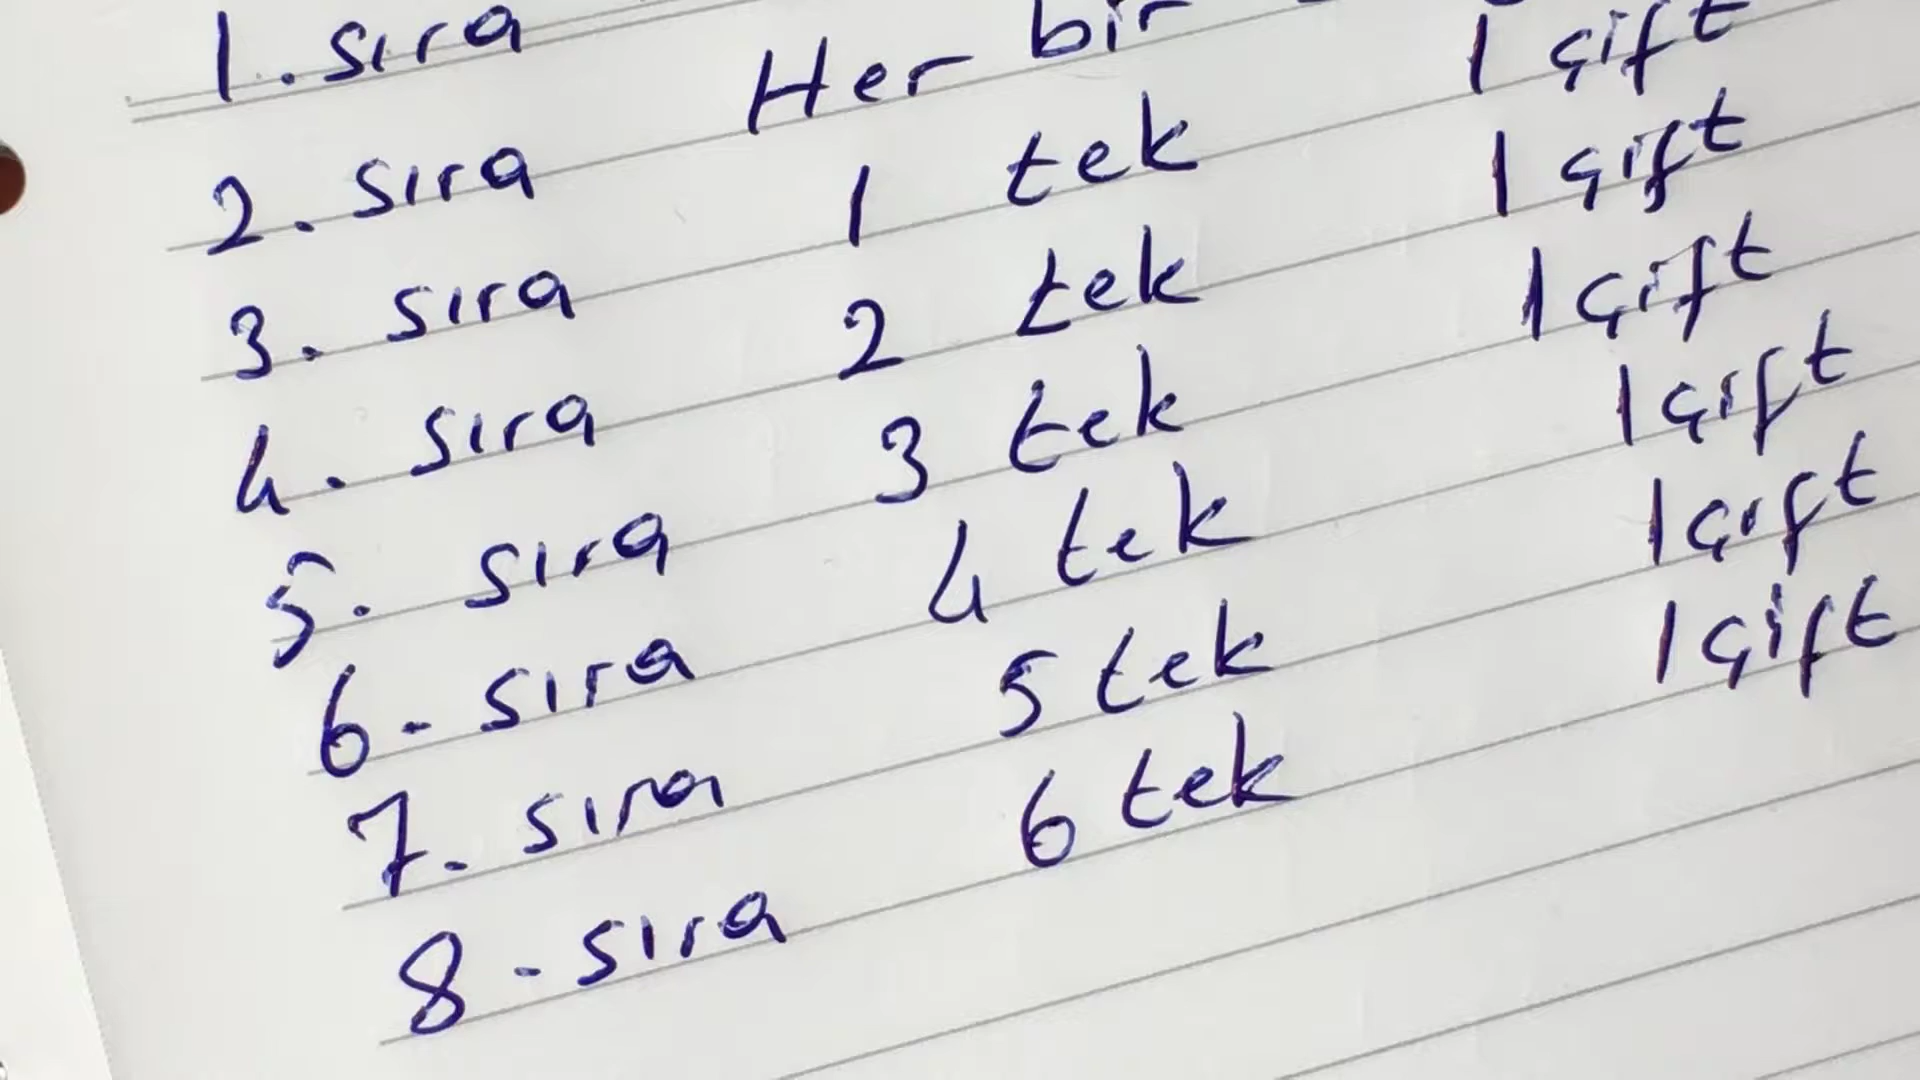 1. sıra
2. sıra Her bir
3. sıra 1 tek 1 çift
4. sıra 2 tek 1 çift
5. sıra 3 tek 1 çift
6. sıra 4 tek 1 çift
7. sıra 5 tek 1 çift
8. sıra 6 tek 1 çift